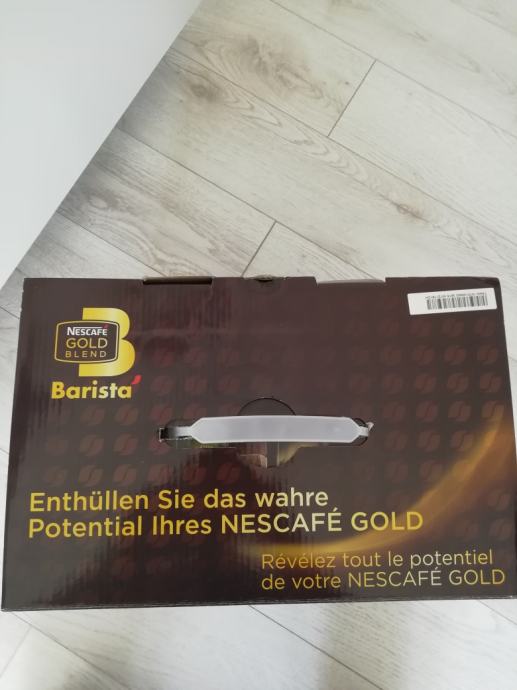 NESCAFÉ
GOLD
BLEND
Barista
Enthüllen Sie das wahre
Potential Ihres NESCAFÉ GOLD
Révélez tout le potentiel
de votre NESCAFÉ GOLD